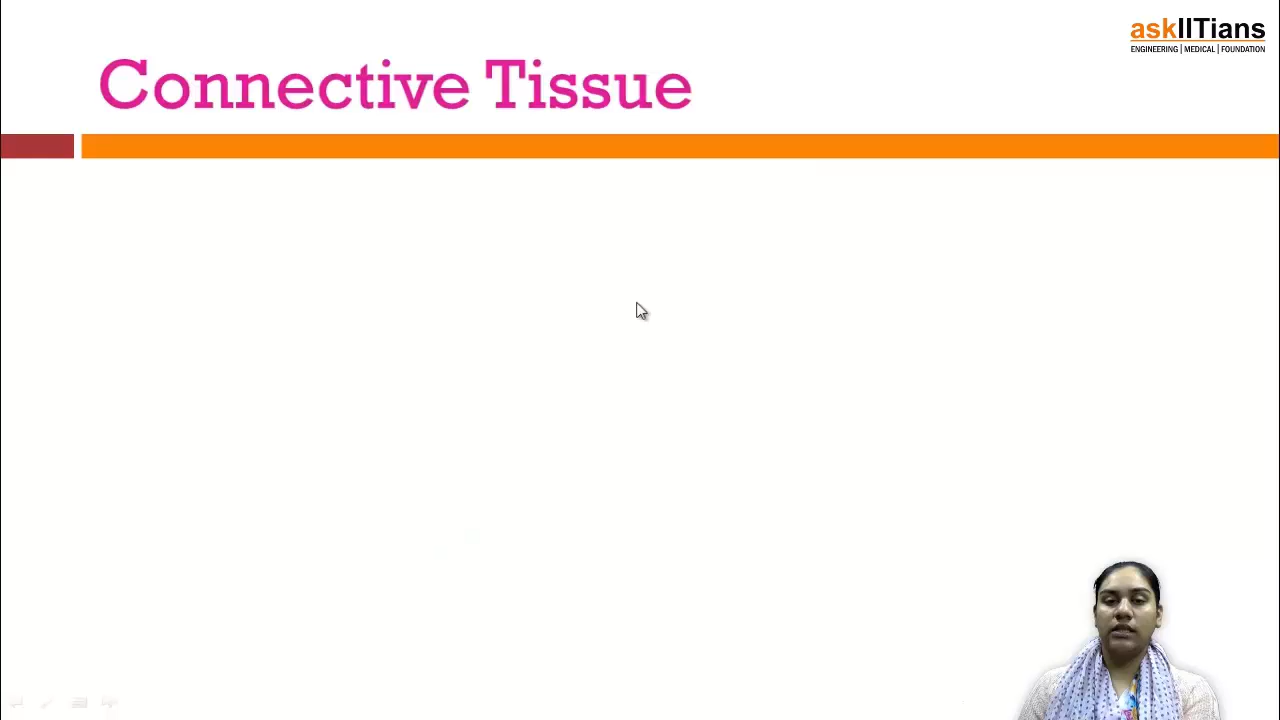 askIITians
ENGINEERING | MEDICAL | FOUNDATION
Connective Tissue